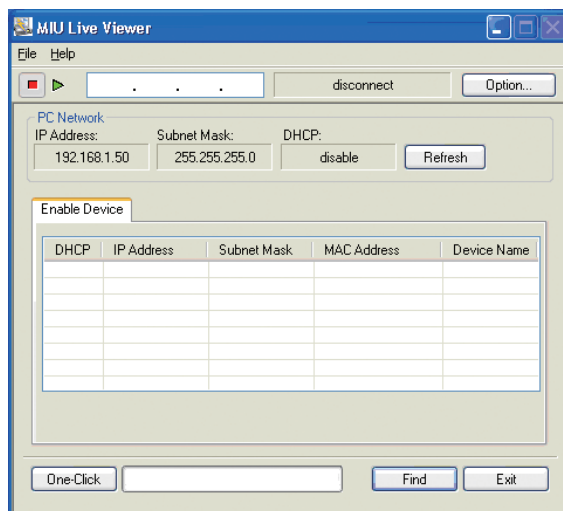 MIU Live Viewer
File Help
. . . disconnect Option...
PC Network
IP Address: Subnet Mask: DHCP:
192.168.1.50 255.255.255.0 disable Refresh
Enable Device
DHCP IP Address Subnet Mask MAC Address Device Name
One-Click Find Exit